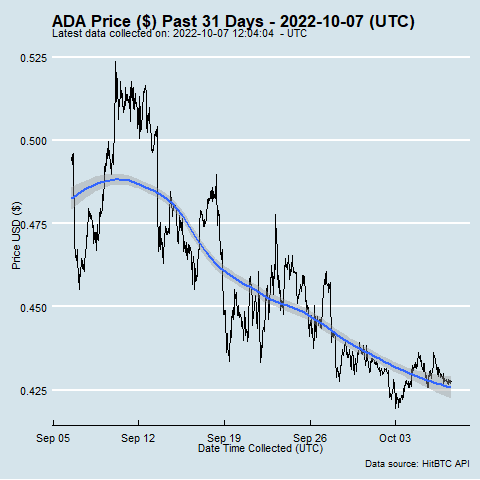 ADA Price ($) Past 31 Days - 2022-10-07 (UTC)
Latest data collected on: 2022-10-07 12:04:04 - UTC
0.525
0.500
0.475
0.450
0.425
Price USD ($)
Sep 05 Sep 12 Sep 19 Sep 26 Oct 03
Date Time Collected (UTC)
Data source: HitBTC API